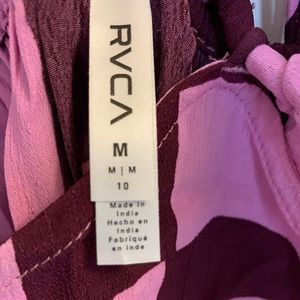 RVCA
M
M | M
10
Made in
India
Hecho en
India
Fabriqué
en Inde